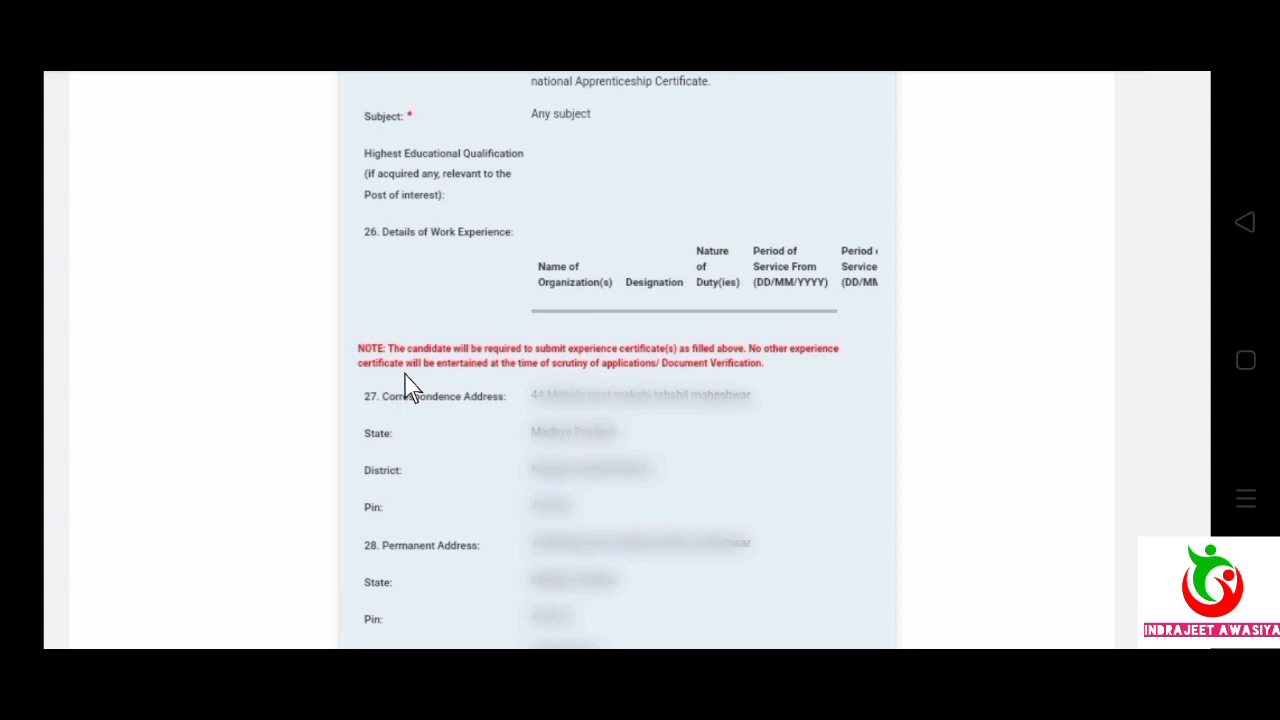 national Apprenticeship Certificate.
Subject: * Any subject
Highest Educational Qualification
(if acquired any, relevant to the
Post of interest):
26. Details of Work Experience:
Name of Organization(s) Designation Nature of Duty(ies) Period of Service From (DD/MM/YYYY) Period Service (DD/MM
NOTE: The candidate will be required to submit experience certificate(s) as filled above. No other experience
certificate will be entertained at the time of scrutiny of applications/ Document Verification.
27. Correspondence Address:
State:
District:
Pin:
28. Permanent Address:
State:
Pin:
INDRAJEET AWASIYA